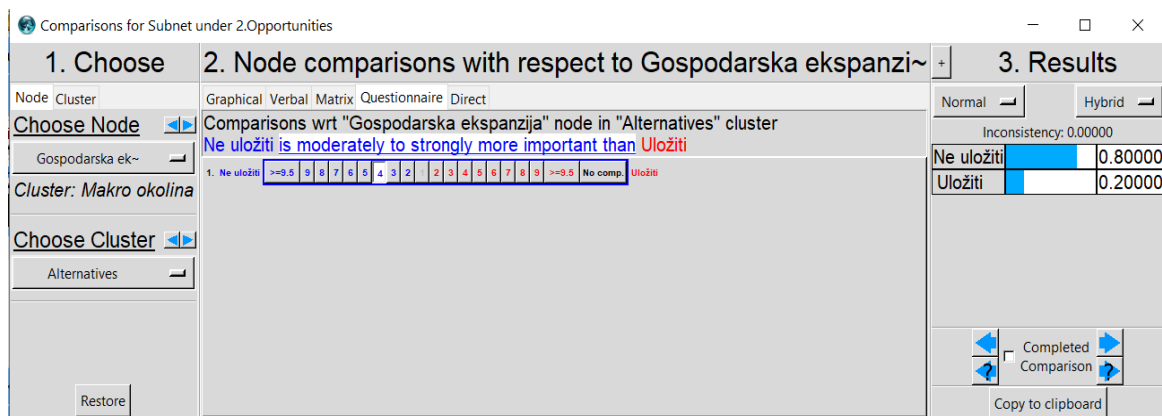 Comparisons for Subnet under 2.Opportunities
1. Choose
Node Cluster
Choose Node
Gospodarska ek~
Cluster: Makro okolina
Choose Cluster
Alternatives
Restore
2. Node comparisons with respect to Gospodarska ekspanzi~
Graphical Verbal Matrix Questionnaire Direct
Comparisons wrt "Gospodarska ekspanzija" node in "Alternatives" cluster
Ne uložiti is moderately to strongly more important than Uložiti
1. Ne uložiti >=9.5 9 8 7 6 5 4 3 2 1 2 3 4 5 6 7 8 9 >=9.5 No comp. Uložiti
+ 3. Results
Normal Hybrid
Inconsistency: 0.00000
Ne uložiti 0.80000
Uložiti 0.20000
Completed
Comparison
? ?
Copy to clipboard